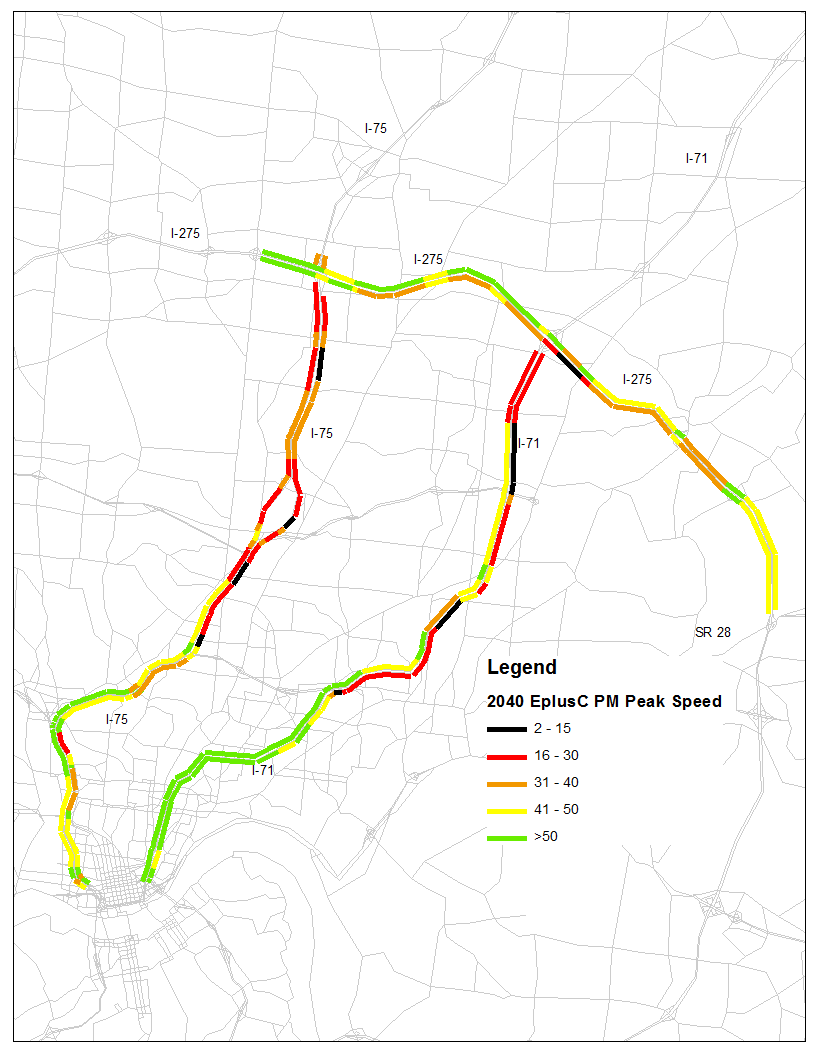 I-75
I-71
I-275
I-275
I-275
I-75
I-71
SR 28
I-75
I-71
Legend
2040 EplusC PM Peak Speed
2 - 15
16 - 30
31 - 40
41 - 50
>50